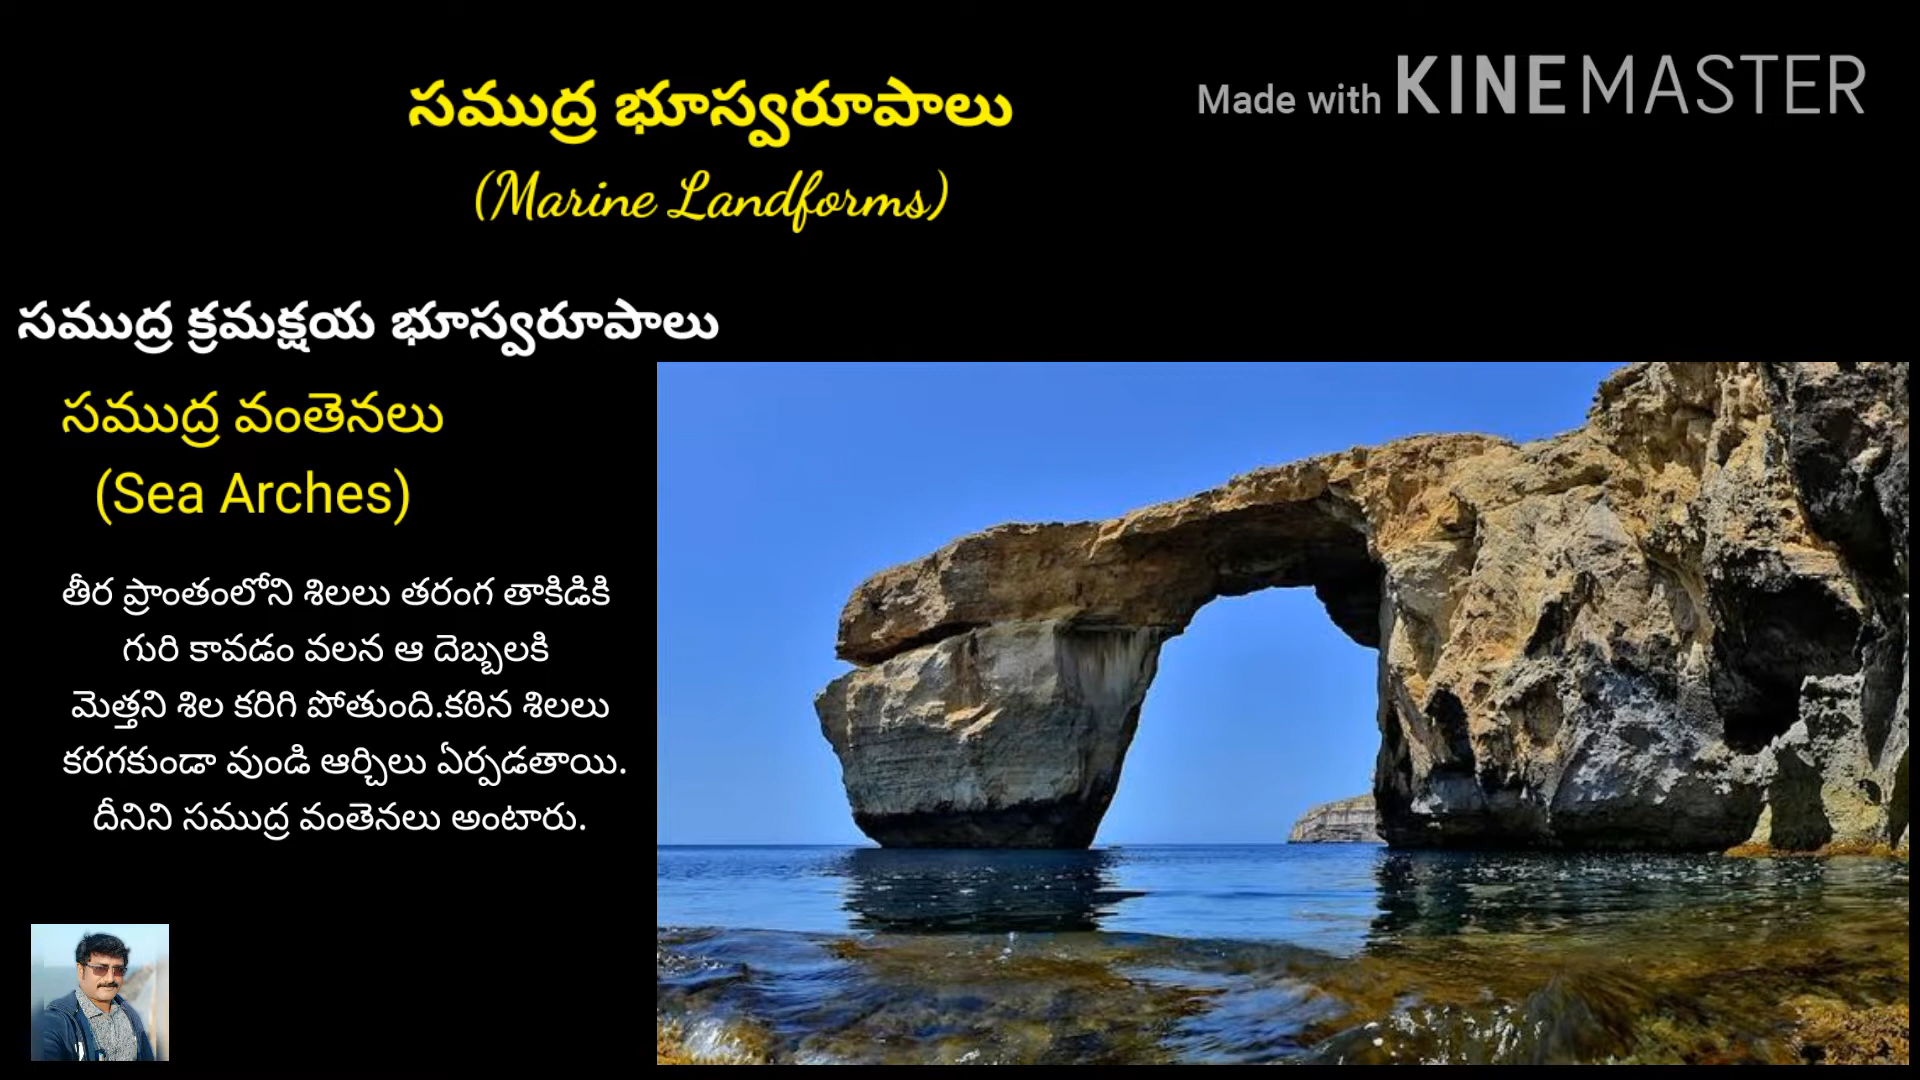 సముద్ర భూస్వరూపాలు
Made with KINEMASTER
(Marine Landforms)
సముద్ర క్రమక్షయ భూస్వరూపాలు
సముద్ర వంతెనలు
(Sea Arches)
తీర ప్రాంతంలోని శిలలు తరంగ తాకిడికి
గురి కావడం వలన ఆ దెబ్బలకి
మెత్తని శిల కరిగి పోతుంది.కఠిన శిలలు
కరగకుండా వుండి ఆర్చిలు ఏర్పడతాయి.
దీనిని సముద్ర వంతెనలు అంటారు.